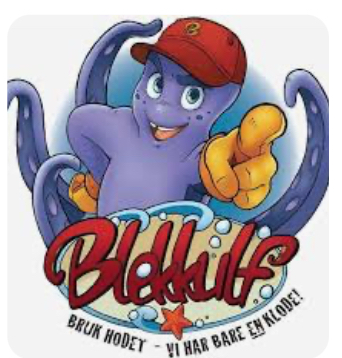 B
Blekkulf
BRUK HODET - VI HAR BARE EN KLODE!